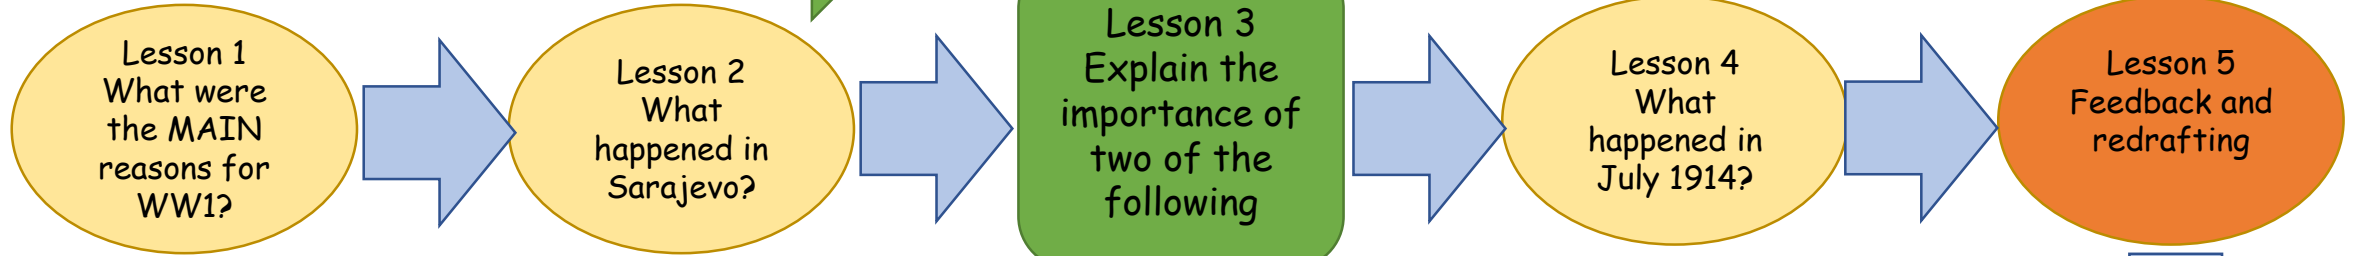 Lesson 1
What were
the MAIN
reasons for
WW1?
Lesson 2
What
happened in
Sarajevo?
Lesson 3
Explain the
importance of
two of the
following
Lesson 4
What
happened in
July 1914?
Lesson 5
Feedback and
redrafting